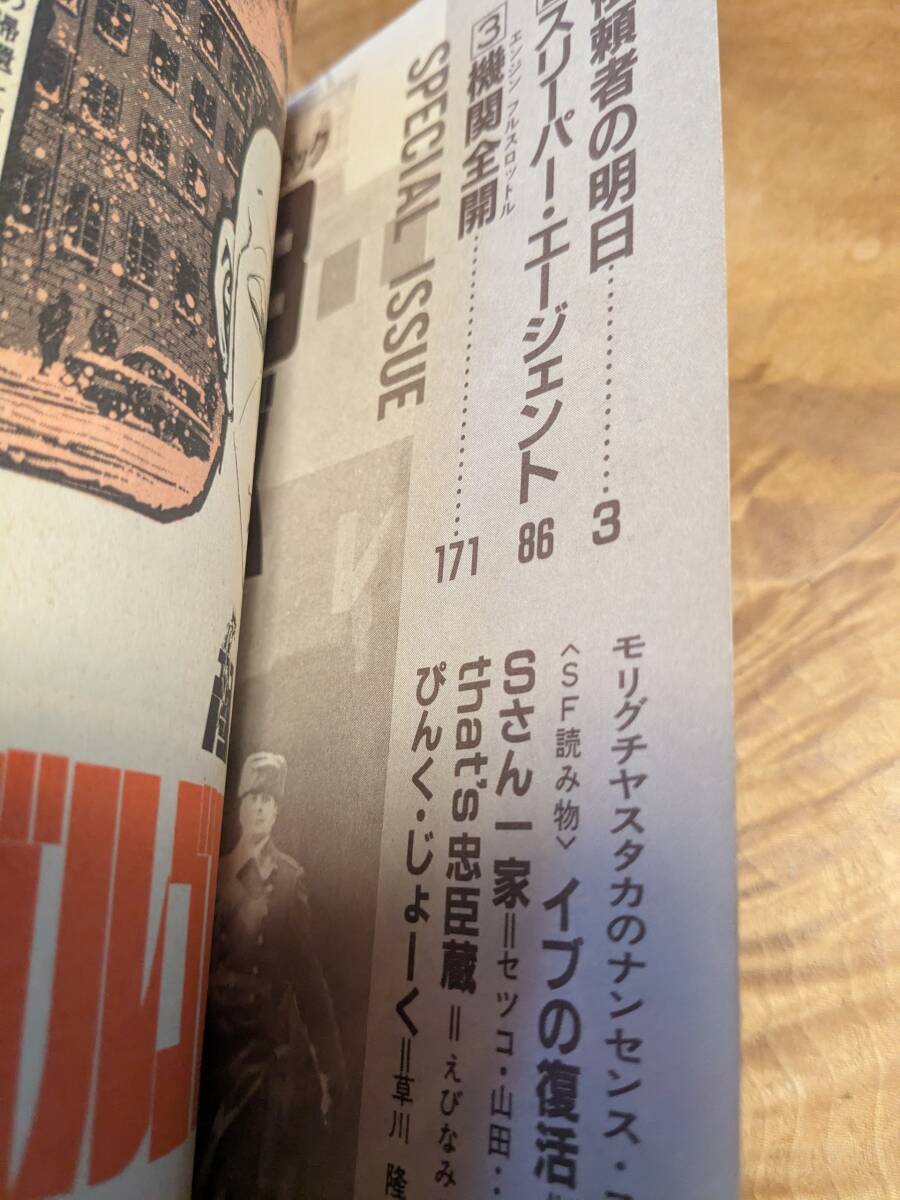 頼者の明日……………3
スリーパー・エージェント 86
エンジン フルスロットル
3 機関全開……………171
SPECIAL ISSUE
モリグチヤスタカのナンセンス・
〈SF読み物〉イブの復活
Sさん一家=セツコ・山田・・
that's忠臣蔵=えびなみ
ぴんく・じょーく=草川 隆
ック